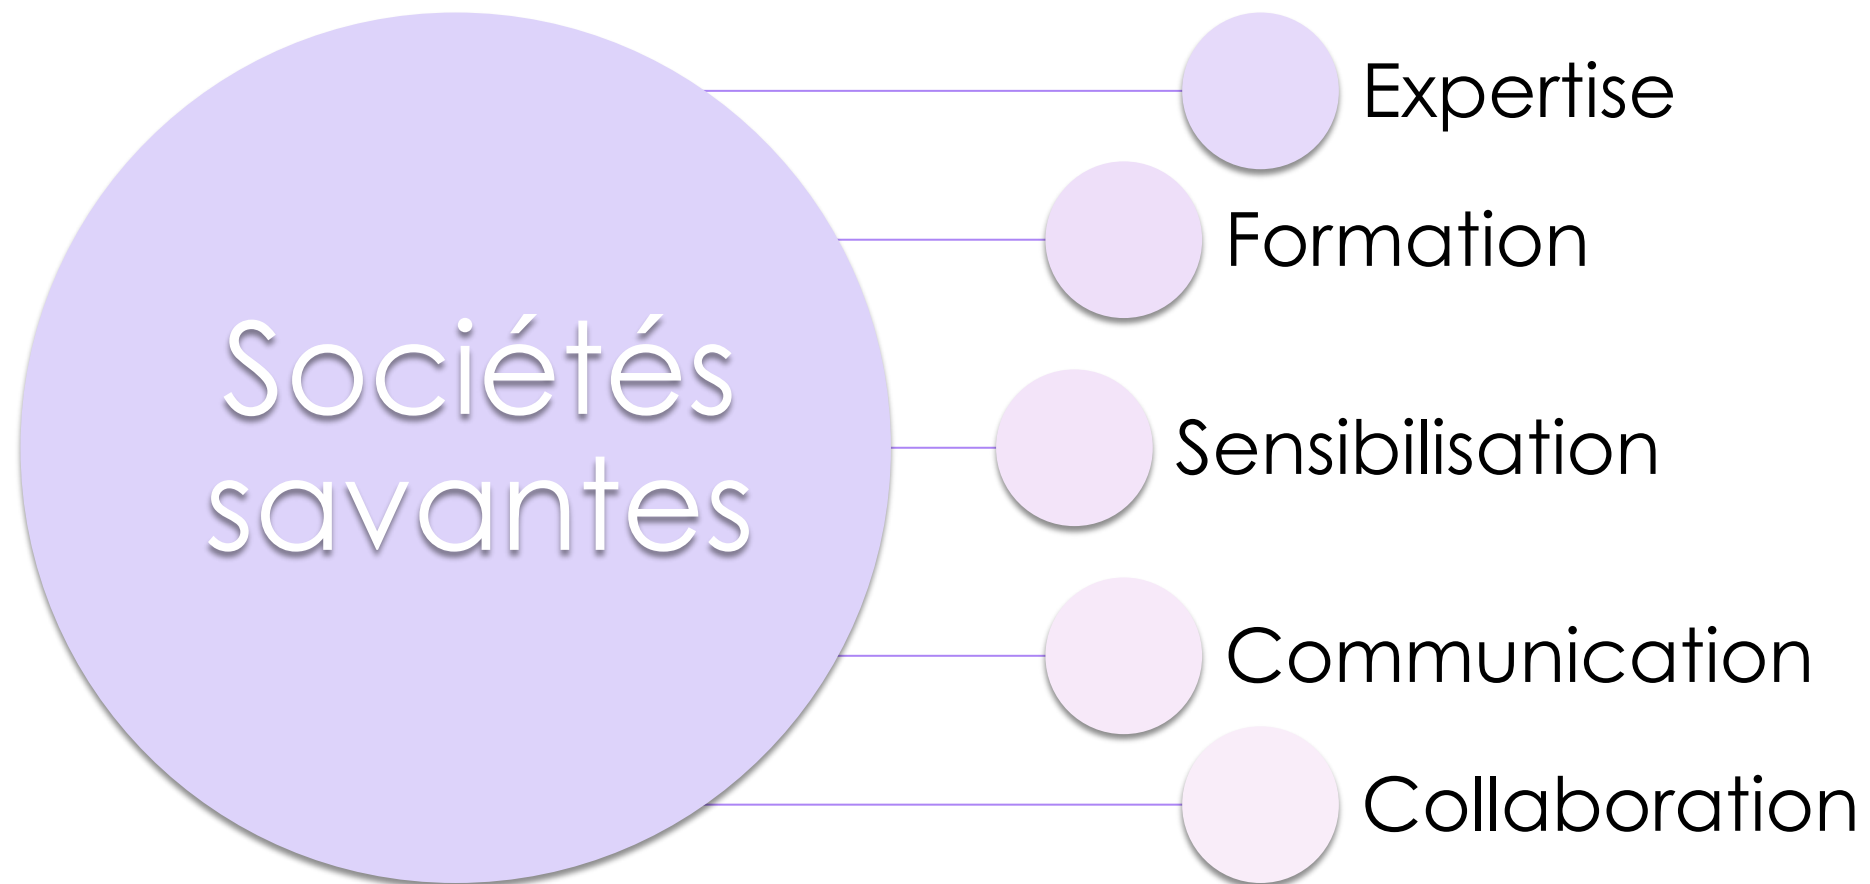 Sociétés
savantes
Expertise
Formation
Sensibilisation
Communication
Collaboration